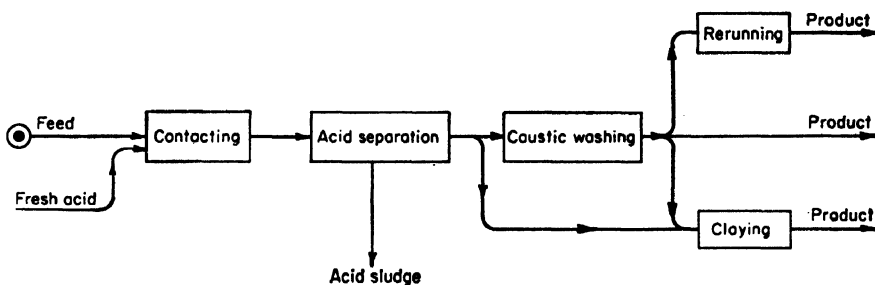 Product
Rerunning
Feed
Contacting
Acid separation
Caustic washing
Product
Fresh acid
Product
Claying
Acid sludge